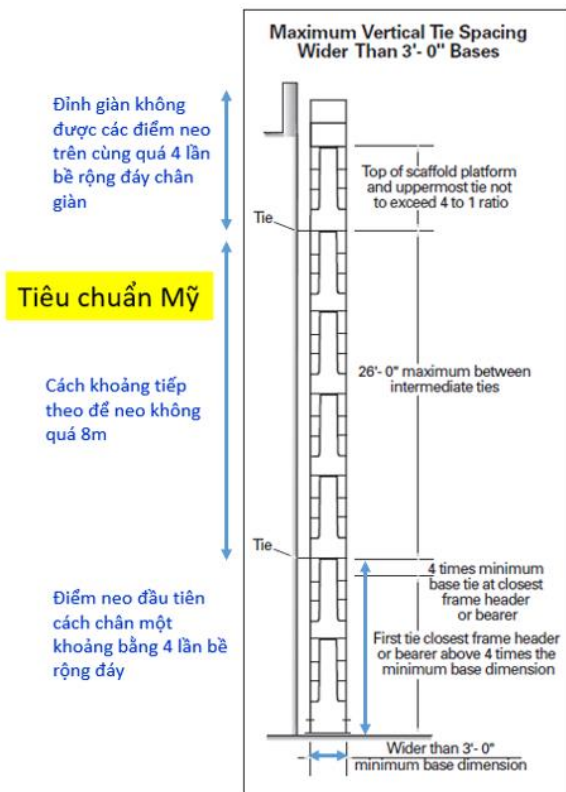 Maximum Vertical Tie Spacing
Wider Than 3'- 0" Bases
Đỉnh giàn không
được các điểm neo
trên cùng quá 4 lần
bề rộng đáy chân
giàn
Top of scaffold platform
and uppermost tie not
to exceed 4 to 1 ratio
Tie
Tiêu chuẩn Mỹ
26'- 0" maximum between
intermediate ties
Cách khoảng tiếp
theo để neo không
quá 8m
Tie
4 times minimum
base tie at closest
frame header
or bearer
Điểm neo đầu tiên
cách chân một
khoảng bằng 4 lần bề
rộng đáy
First tie closest frame header
or bearer above 4 times the
minimum base dimension
Wider than 3'- 0"
minimum base dimension